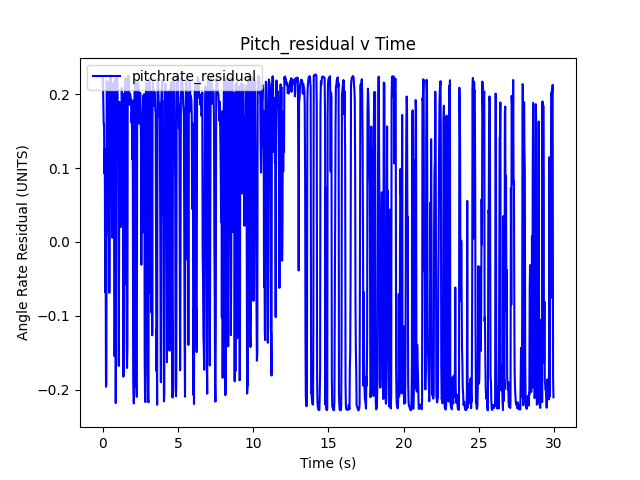 Pitch_residual v Time
pitchrate_residual
Angle Rate Residual (UNITS)
0.2
0.1
0.0
−0.1
−0.2
0 5 10 15 20 25 30
Time (s)